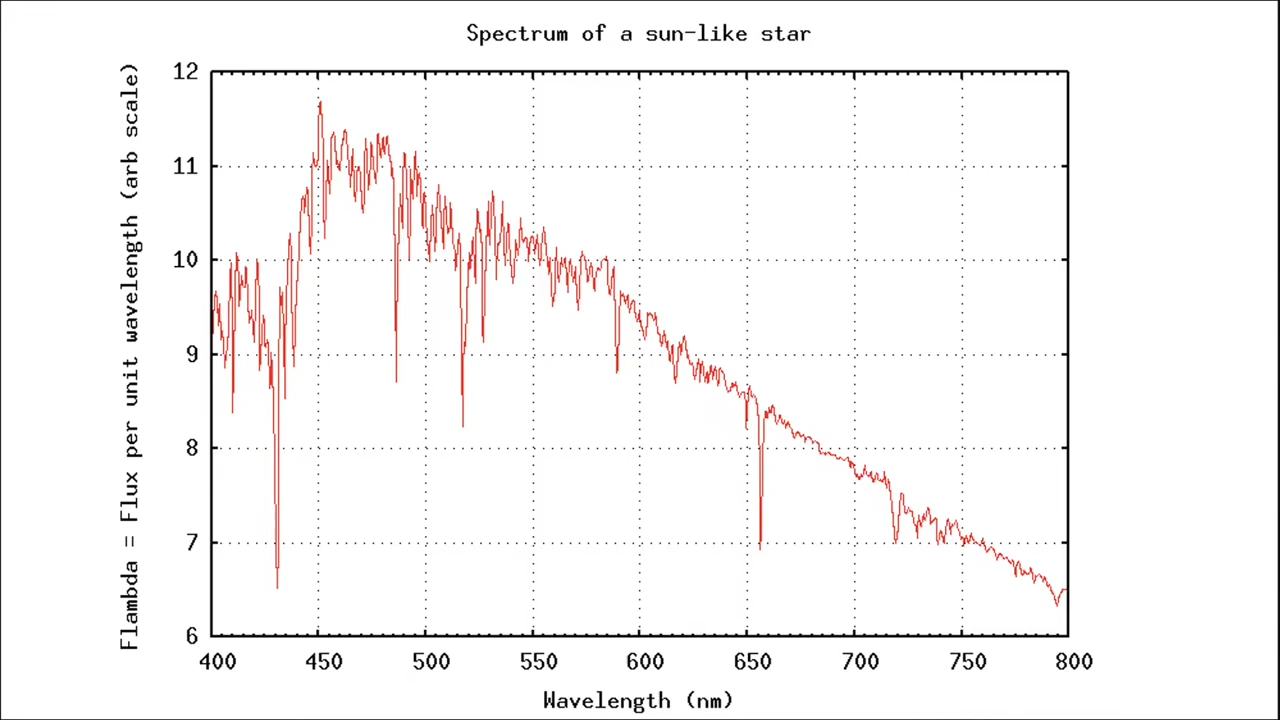 Spectrum of a sun-like star
Flambda = Flux per unit wavelength (arb scale)
12
11
10
9
8
7
6
400 450 500 550 600 650 700 750 800
Wavelength (nm)